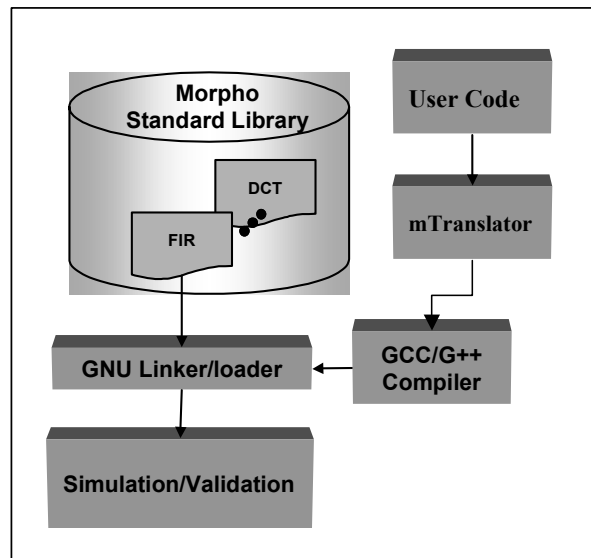 Morpho
Standard Library
DCT
FIR
User Code
mTranslator
GCC/G++
Compiler
GNU Linker/loader
Simulation/Validation